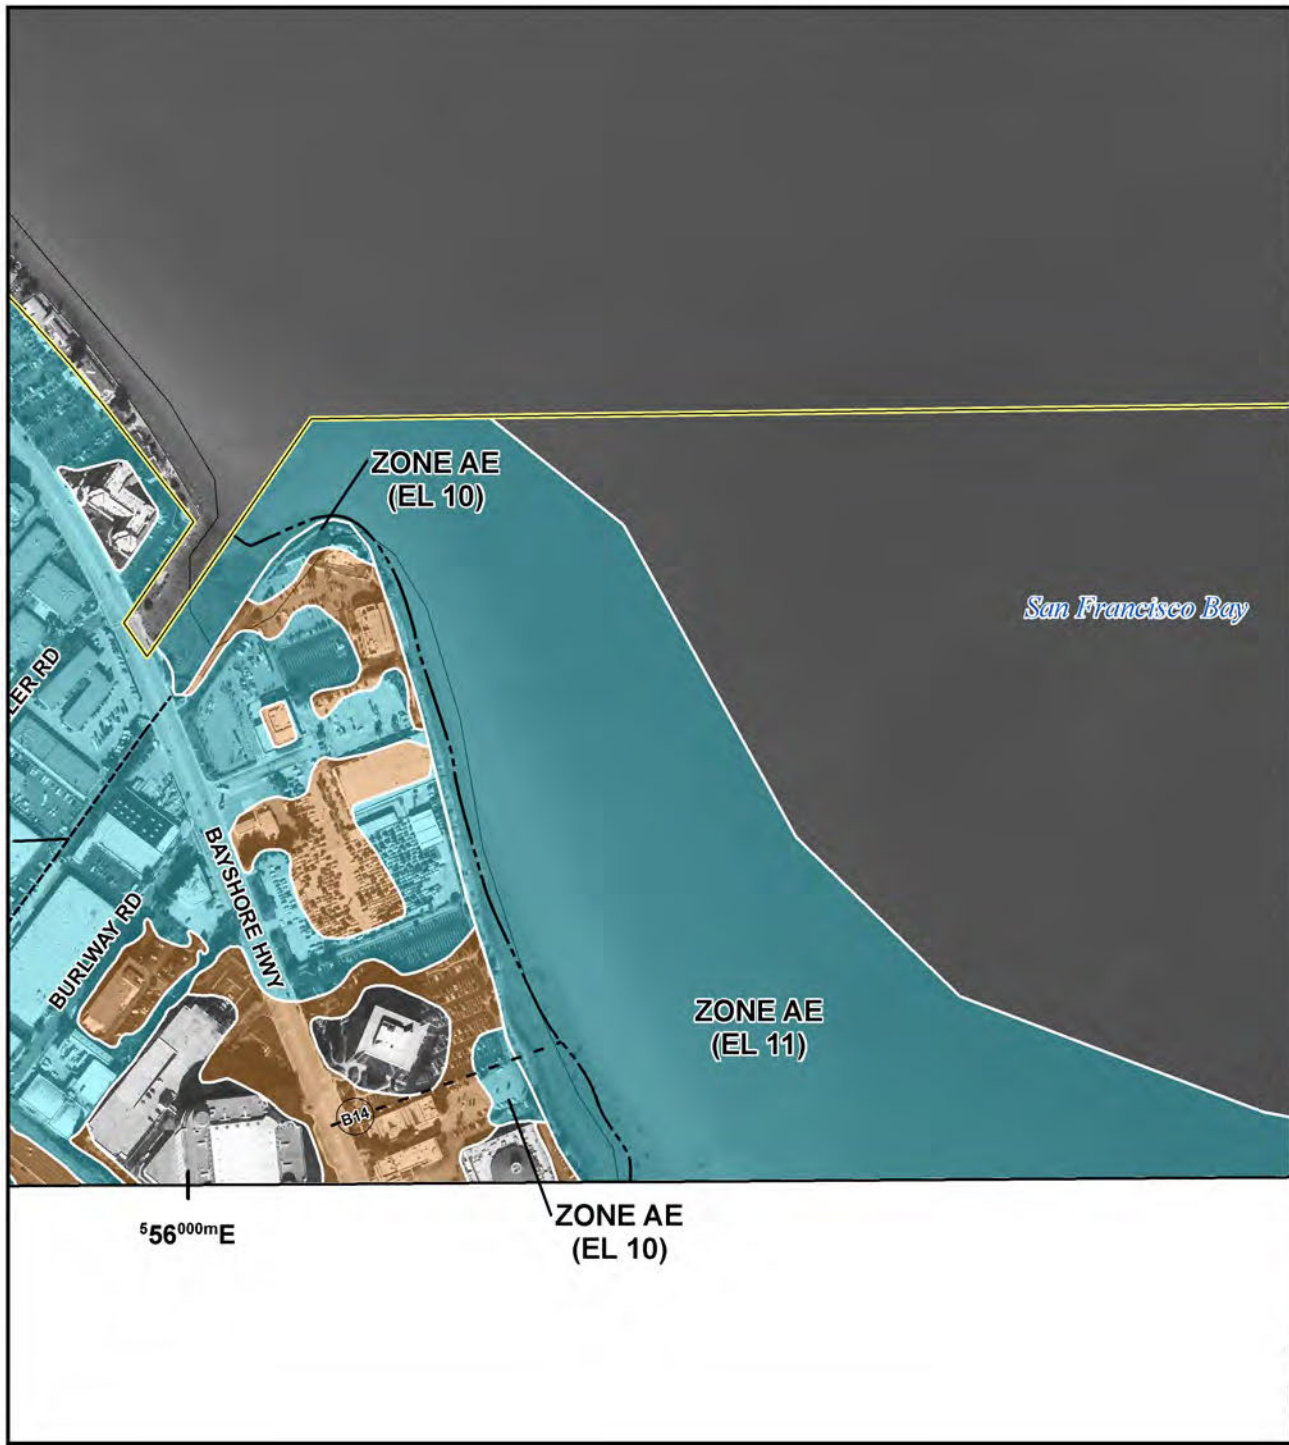 ZONE AE
(EL 10)
San Francisco Bay
LER RD
BAYSHORE HWY
BURLWAY RD
ZONE AE
(EL 11)
B14
ZONE AE
(EL 10)
⁵56⁰⁰⁰ᵐE